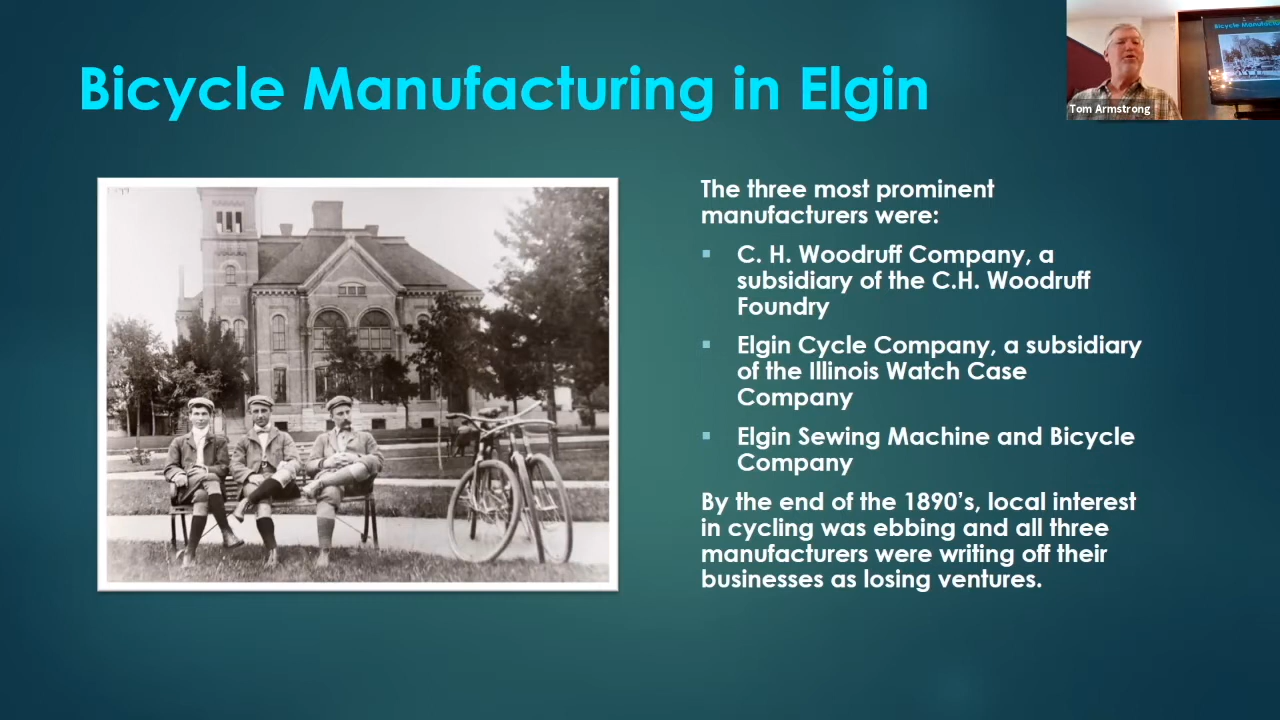 Bicycle Manufacturing in Elgin
Tom Armstrong
The three most prominent
manufacturers were:
C. H. Woodruff Company, a
subsidiary of the C.H. Woodruff
Foundry
Elgin Cycle Company, a subsidiary
of the Illinois Watch Case
Company
Elgin Sewing Machine and Bicycle
Company
By the end of the 1890’s, local interest
in cycling was ebbing and all three
manufacturers were writing off their
businesses as losing ventures.